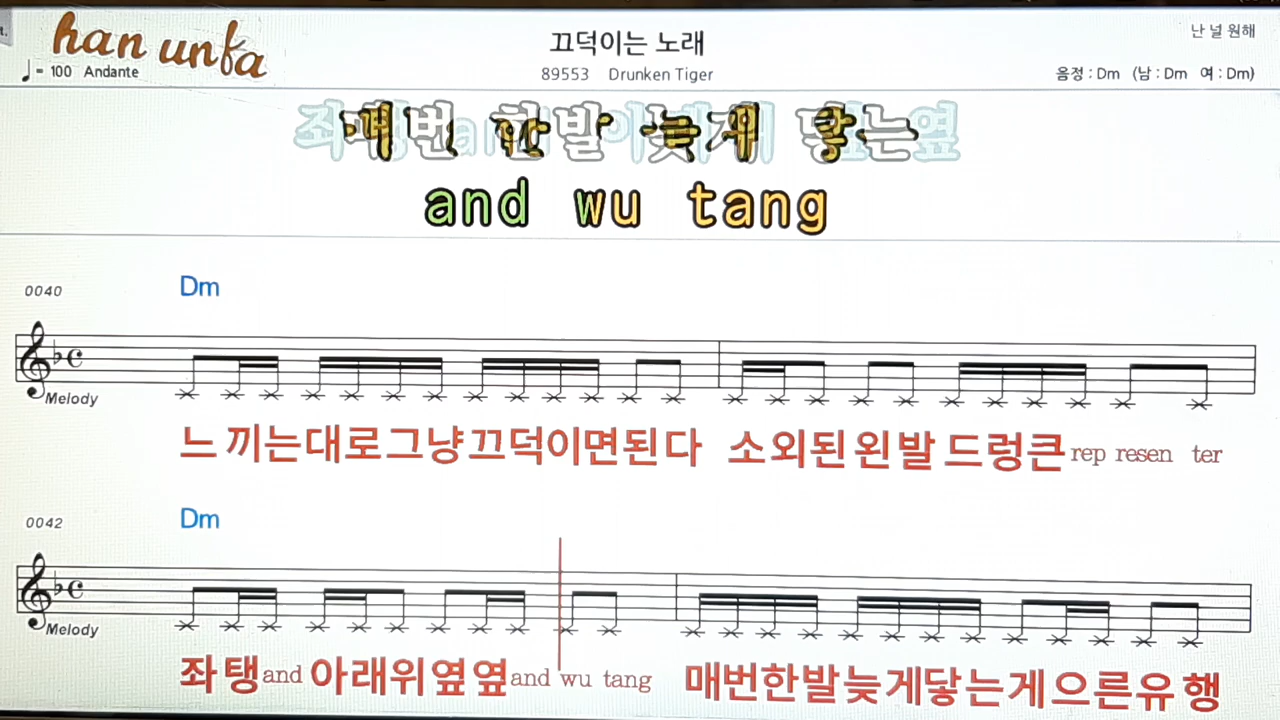 han unfa
끄덕이는 노래
난 널 원해
♩= 100 Andante
89553 Drunken Tiger
음정 : Dm (남 : Dm 여 : Dm)
매번 한발 늦게 닿는
and wu tang
0040
Dm
Melody
느끼는대로그냥끄덕이면된다 소외된왼발드렁큰rep resen ter
0042
Dm
Melody
좌탱and아래위옆옆and wu tang 매번한발늦게닿는게으른유행